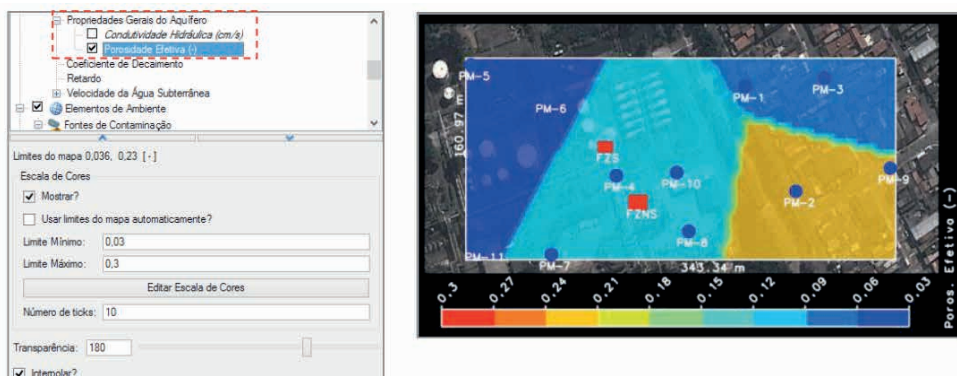 Propriedades Gerais do Aquífero
Condutividade Hidráulica (cm/s)
Porosidade Efetiva (-)
Coeficiente de Decaimento
Retardo
Velocidade da Água Subterrânea
Elementos de Ambiente
Fontes de Contaminação
Limites do mapa 0,036, 0,23 [-]
Escala de Cores
Mostrar?
Usar limites do mapa automaticamente?
Limite Mínimo: 0,03
Limite Máximo: 0,3
Editar Escala de Cores
Número de ticks: 10
Transparência: 180
Interpolar?
PM-5
PM-6
PM-1
PM-3
160.97 m
FZS
PM-4
PM-10
PM-9
FZNS
PM-2
PM-8
PM-11
PM-7
343.34 m
0.3 0.27 0.24 0.21 0.18 0.15 0.12 0.09 0.06 0.03
Poros. Efetivo (-)